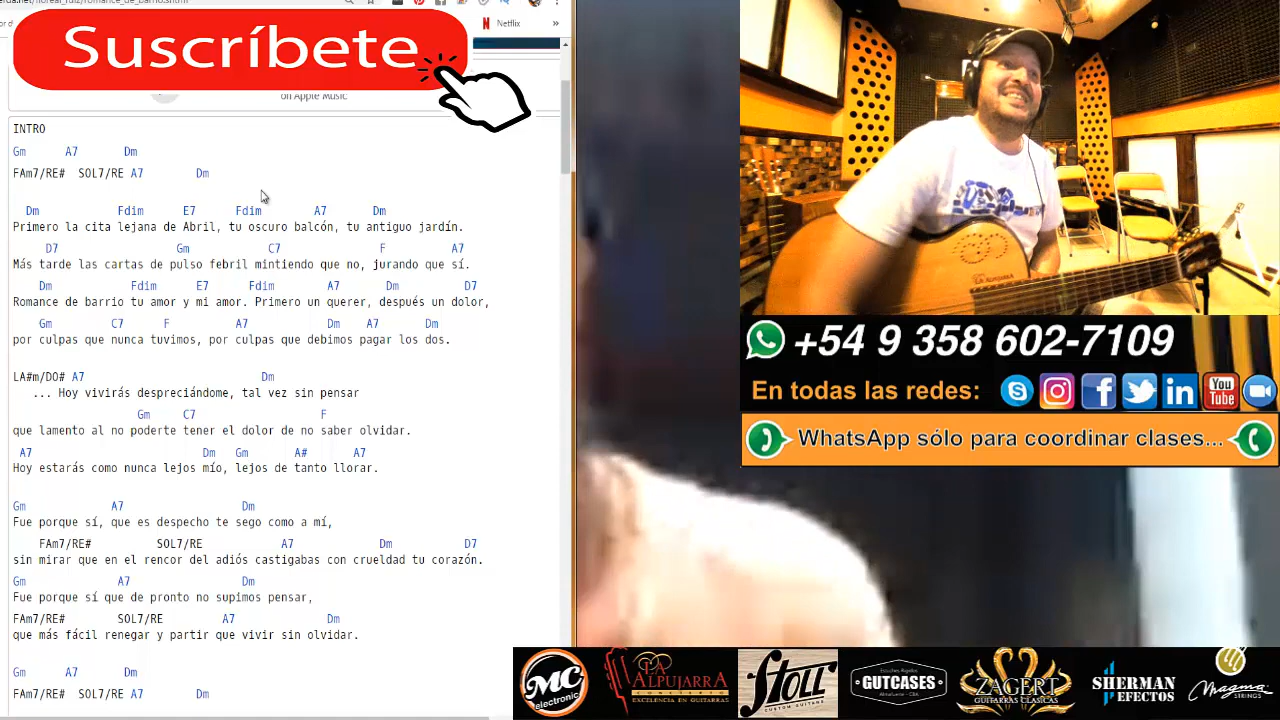 Netflix
Suscríbete
on Apple Music
INTRO
Gm A7 Dm
FAm7/RE# SOL7/RE A7 Dm
Dm Fdim E7 Fdim A7 Dm
Primero la cita lejana de Abril, tu oscuro balcón, tu antiguo jardín.
D7 Gm C7 F A7
Más tarde las cartas de pulso febril mintiendo que no, jurando que sí.
Dm Fdim E7 Fdim A7 Dm D7
Romance de barrio tu amor y mi amor. Primero un querer, después un dolor,
Gm C7 F A7 Dm A7 Dm
por culpas que nunca tuvimos, por culpas que debimos pagar los dos.
LA#m/DO# A7 Dm
... Hoy vivirás despreciándome, tal vez sin pensar
Gm C7 F
que lamento al no poderte tener el dolor de no saber olvidar.
A7 Dm Gm A# A7
Hoy estarás como nunca lejos mío, lejos de tanto llorar.
Gm A7 Dm
Fue porque sí, que es despecho te sego como a mí,
FAm7/RE# SOL7/RE A7 Dm D7
sin mirar que en el rencor del adiós castigabas con crueldad tu corazón.
Gm A7 Dm
Fue porque sí que de pronto no supimos pensar,
FAm7/RE# SOL7/RE A7 Dm
que más fácil renegar y partir que vivir sin olvidar.
Gm A7 Dm
FAm7/RE# SOL7/RE A7 Dm
+54 9 358 602-7109
En todas las redes:
in
You
Tube
WhatsApp sólo para coordinar clases...
MC
electronic
LA
ALPUJARRA
EXCELENCIA EN GUITARRAS
STOLL
CUSTOM GUITARS
GUTCASES
ZAGERT
GUITARRAS CLASICAS
SHERMAN
EFECTOS
Magma
STRINGS